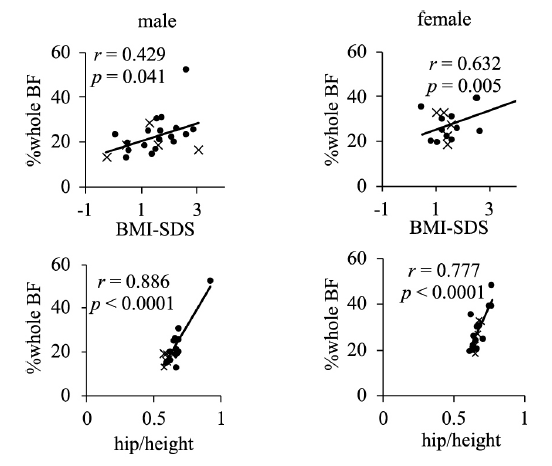 male
female
60
40
20
0
%whole BF
r = 0.429
p = 0.041
-1
1
3
BMI-SDS
60
40
20
0
%whole BF
r = 0.632
p = 0.005
-1
1
3
BMI-SDS
60
40
20
0
%whole BF
r = 0.886
p < 0.0001
0
0.5
1
hip/height
60
40
20
0
%whole BF
r = 0.777
p < 0.0001
0
0.5
1
hip/height